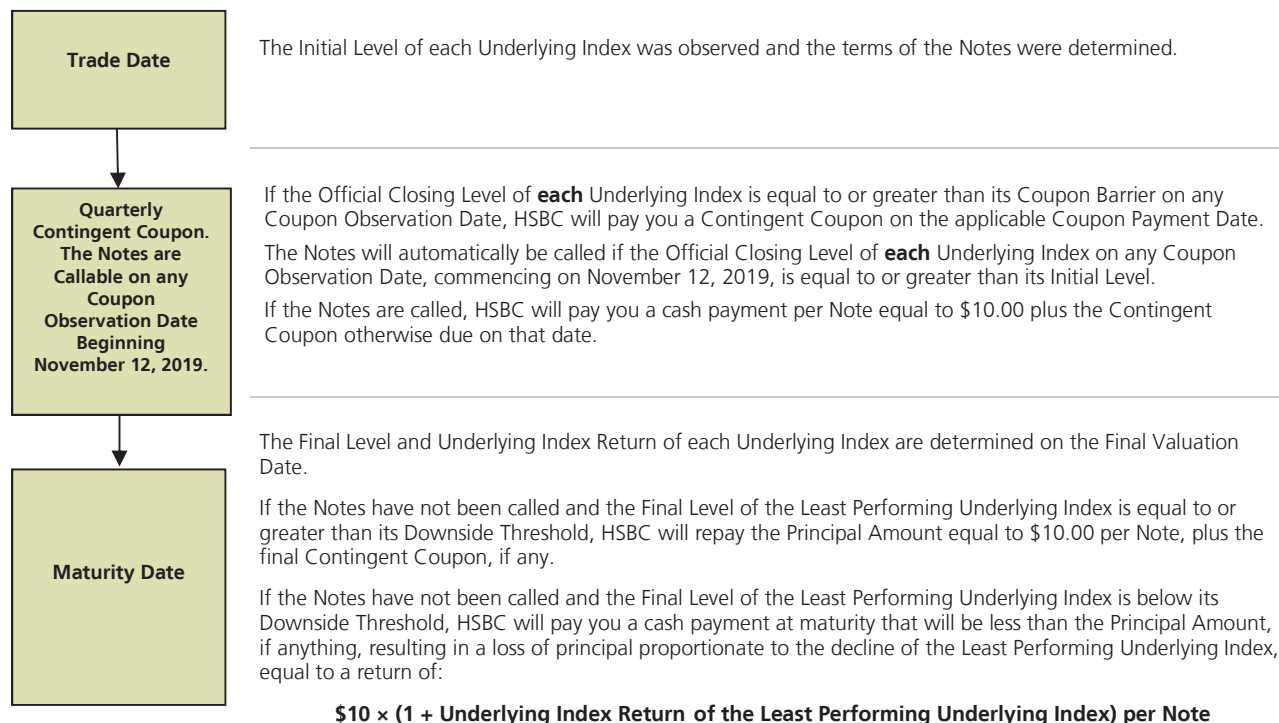 Trade Date
The Initial Level of each Underlying Index was observed and the terms of the Notes were determined.
Quarterly
Contingent Coupon.
The Notes are
Callable on any
Coupon
Observation Date
Beginning
November 12, 2019.
If the Official Closing Level of each Underlying Index is equal to or greater than its Coupon Barrier on any
Coupon Observation Date, HSBC will pay you a Contingent Coupon on the applicable Coupon Payment Date.
The Notes will automatically be called if the Official Closing Level of each Underlying Index on any Coupon
Observation Date, commencing on November 12, 2019, is equal to or greater than its Initial Level.
If the Notes are called, HSBC will pay you a cash payment per Note equal to $10.00 plus the Contingent
Coupon otherwise due on that date.
Maturity Date
The Final Level and Underlying Index Return of each Underlying Index are determined on the Final Valuation
Date.
If the Notes have not been called and the Final Level of the Least Performing Underlying Index is equal to or
greater than its Downside Threshold, HSBC will repay the Principal Amount equal to $10.00 per Note, plus the
final Contingent Coupon, if any.
If the Notes have not been called and the Final Level of the Least Performing Underlying Index is below its
Downside Threshold, HSBC will pay you a cash payment at maturity that will be less than the Principal Amount,
if anything, resulting in a loss of principal proportionate to the decline of the Least Performing Underlying Index,
equal to a return of:
$10 × (1 + Underlying Index Return of the Least Performing Underlying Index) per Note